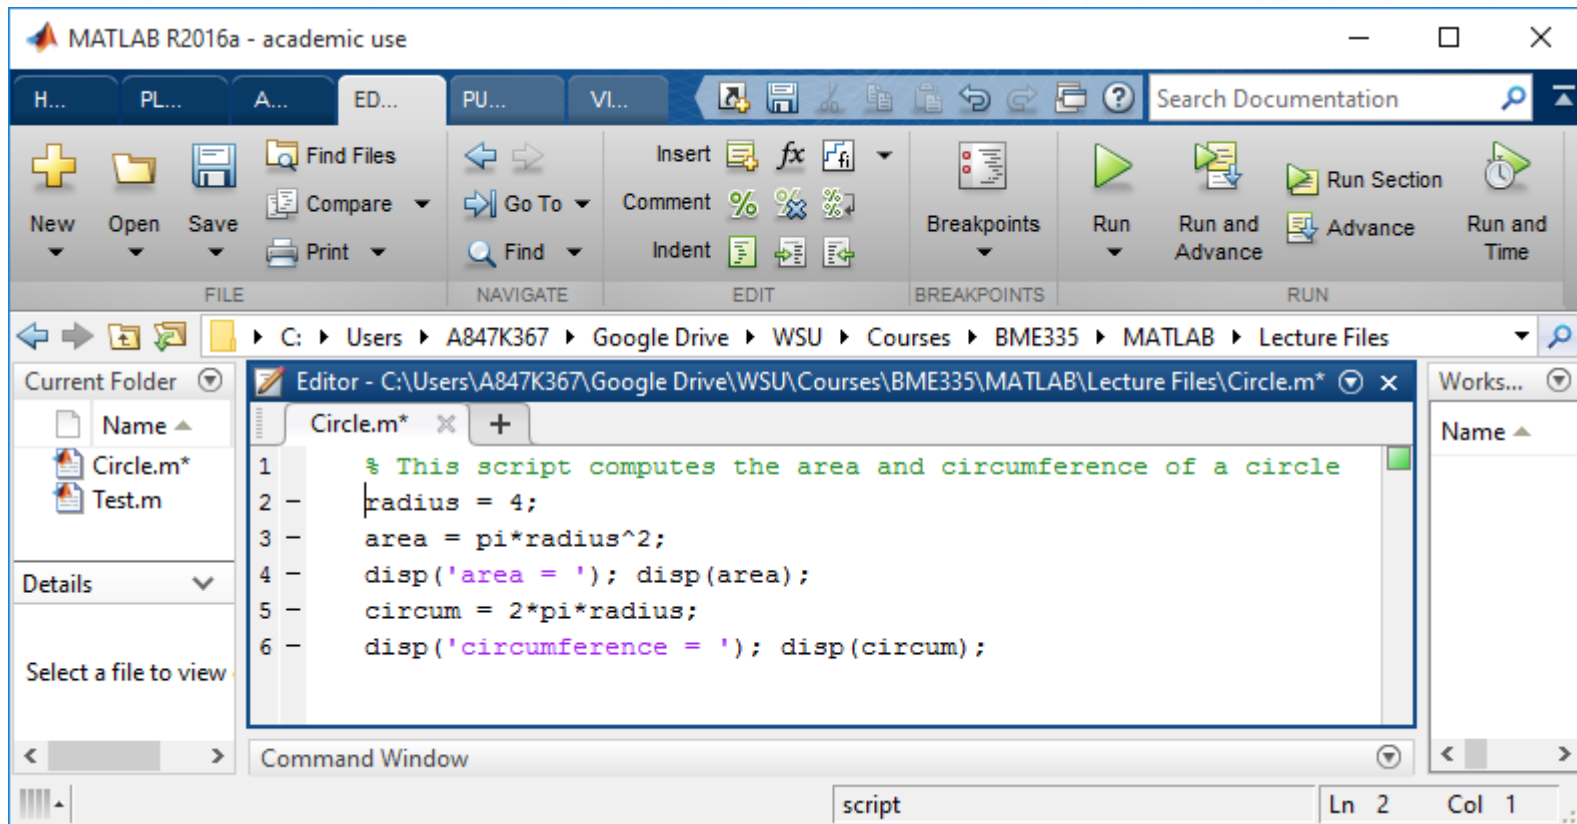 MATLAB R2016a - academic use
H... PL... A... ED... PU... VI... Search Documentation
New Open Save
Find Files
Compare
Print
FILE
Go To
Find
NAVIGATE
Insert fx fi
Comment % % %
Indent
EDIT
Breakpoints
BREAKPOINTS
Run
Run and Advance
Run Section
Advance
Run and Time
RUN
C: Users A847K367 Google Drive WSU Courses BME335 MATLAB Lecture Files
Current Folder
Name
Circle.m*
Test.m
Details
Select a file to view
Editor - C:\Users\A847K367\Google Drive\WSU\Courses\BME335\MATLAB\Lecture Files\Circle.m*
Circle.m*
1 % This script computes the area and circumference of a circle
2 – radius = 4;
3 – area = pi*radius^2;
4 – disp('area = '); disp(area);
5 – circum = 2*pi*radius;
6 – disp('circumference = '); disp(circum);
Command Window
Works...
Name
script Ln 2 Col 1